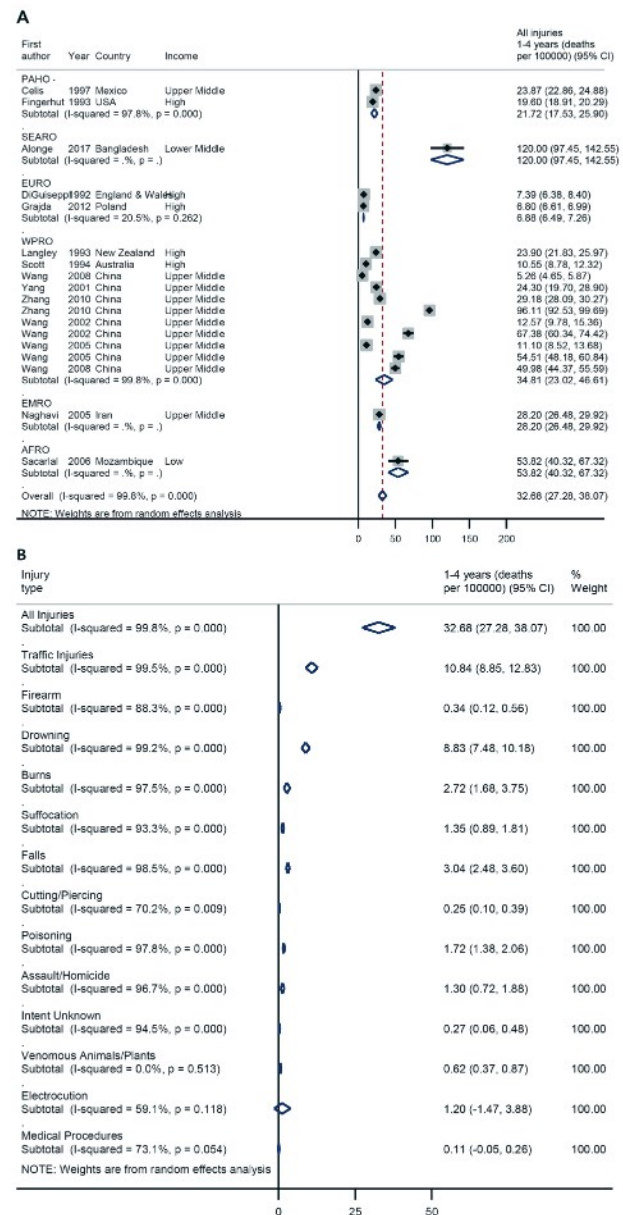 A
All injuries
First 1-4 years (deaths
author Year Country Income per 100000) (95% CI)
PAHO .
Celis 1997 Mexico Upper Middle 23.87 (22.86, 24.88)
Fingerhut 1993 USA High 19.60 (18.91, 20.29)
Subtotal (I-squared = 97.8%, p = 0.000) 21.72 (17.53, 25.90)
.
SEARO
Alonge 2017 Bangladesh Lower Middle 120.00 (97.45, 142.55)
Subtotal (I-squared = .%, p = .) 120.00 (97.45, 142.55)
.
EURO
DiGuiseppi 1992 England & Wales High 7.39 (6.38, 8.40)
Grajda 2012 Poland High 6.80 (6.61, 6.99)
Subtotal (I-squared = 20.5%, p = 0.262) 6.88 (6.49, 7.26)
.
WPRO
Langley 1993 New Zealand High 23.90 (21.83, 25.97)
Scott 1994 Australia High 10.55 (8.78, 12.32)
Wang 2008 China Upper Middle 5.26 (4.65, 5.87)
Yang 2001 China Upper Middle 24.30 (19.70, 28.90)
Zhang 2010 China Upper Middle 29.18 (28.09, 30.27)
Zhang 2010 China Upper Middle 96.11 (92.53, 99.69)
Wang 2002 China Upper Middle 12.57 (9.78, 15.36)
Wang 2002 China Upper Middle 67.38 (60.34, 74.42)
Wang 2005 China Upper Middle 11.10 (8.52, 13.68)
Wang 2005 China Upper Middle 54.51 (48.18, 60.84)
Wang 2008 China Upper Middle 49.98 (44.37, 55.59)
Subtotal (I-squared = 99.8%, p = 0.000) 34.81 (23.02, 46.61)
.
EMRO
Naghavi 2005 Iran Upper Middle 28.20 (26.48, 29.92)
Subtotal (I-squared = .%, p = .) 28.20 (26.48, 29.92)
.
AFRO
Sacarlal 2006 Mozambique Low 53.82 (40.32, 67.32)
Subtotal (I-squared = .%, p = .) 53.82 (40.32, 67.32)
.
Overall (I-squared = 99.8%, p = 0.000) 32.68 (27.28, 38.07)
NOTE: Weights are from random effects analysis
0 50 100 150 200
B
Injury 1-4 years (deaths %
type per 100000) (95% CI) Weight
All Injuries
Subtotal (I-squared = 99.8%, p = 0.000) 32.68 (27.28, 38.07) 100.00
.
Traffic Injuries
Subtotal (I-squared = 99.5%, p = 0.000) 10.84 (8.85, 12.83) 100.00
.
Firearm
Subtotal (I-squared = 88.3%, p = 0.000) 0.34 (0.12, 0.56) 100.00
.
Drowning
Subtotal (I-squared = 99.2%, p = 0.000) 8.83 (7.48, 10.18) 100.00
.
Burns
Subtotal (I-squared = 97.5%, p = 0.000) 2.72 (1.68, 3.75) 100.00
.
Suffocation
Subtotal (I-squared = 93.3%, p = 0.000) 1.35 (0.89, 1.81) 100.00
.
Falls
Subtotal (I-squared = 98.5%, p = 0.000) 3.04 (2.48, 3.60) 100.00
.
Cutting/Piercing
Subtotal (I-squared = 70.2%, p = 0.009) 0.25 (0.10, 0.39) 100.00
.
Poisoning
Subtotal (I-squared = 97.8%, p = 0.000) 1.72 (1.38, 2.06) 100.00
.
Assault/Homicide
Subtotal (I-squared = 96.7%, p = 0.000) 1.30 (0.72, 1.88) 100.00
.
Intent Unknown
Subtotal (I-squared = 94.5%, p = 0.000) 0.27 (0.06, 0.48) 100.00
.
Venomous Animals/Plants
Subtotal (I-squared = 0.0%, p = 0.513) 0.62 (0.37, 0.87) 100.00
.
Electrocution
Subtotal (I-squared = 59.1%, p = 0.118) 1.20 (-1.47, 3.88) 100.00
.
Medical Procedures
Subtotal (I-squared = 73.1%, p = 0.054) 0.11 (-0.05, 0.26) 100.00
NOTE: Weights are from random effects analysis
0 25 50